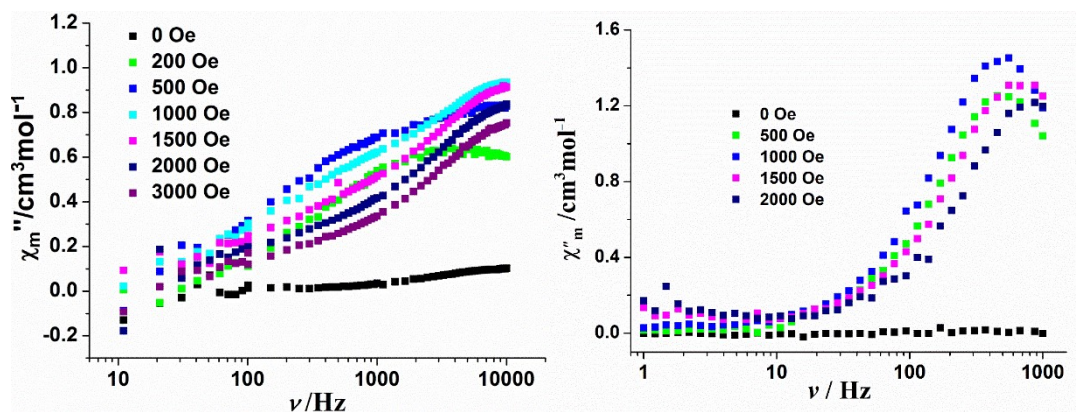 1.2
1.0
0.8
0.6
0.4
0.2
0.0
-0.2
χₘ''/cm³mol⁻¹
0 Oe
200 Oe
500 Oe
1000 Oe
1500 Oe
2000 Oe
3000 Oe
10 100 1000 10000
ν /Hz
1.6
1.2
0.8
0.4
0.0
χ''ₘ /cm³mol⁻¹
0 Oe
500 Oe
1000 Oe
1500 Oe
2000 Oe
1 10 100 1000
ν / Hz